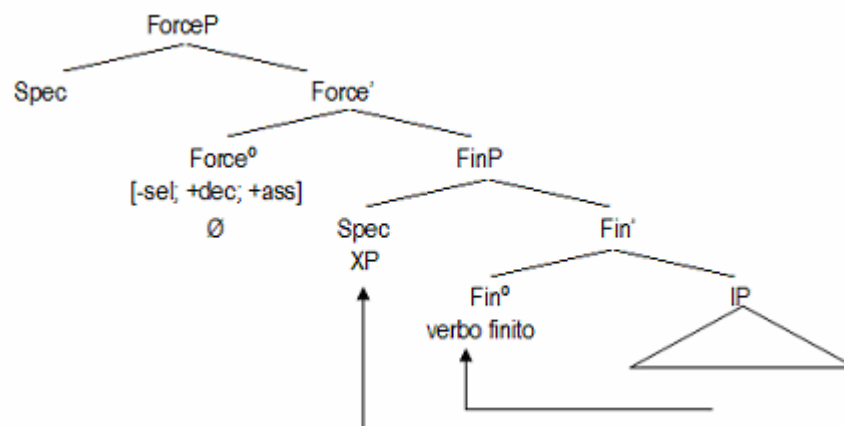 ForceP
Spec Force’
Forceº FinP
[-sel; +dec; +ass]
Ø Spec Fin’
XP
Finº IP
verbo finito